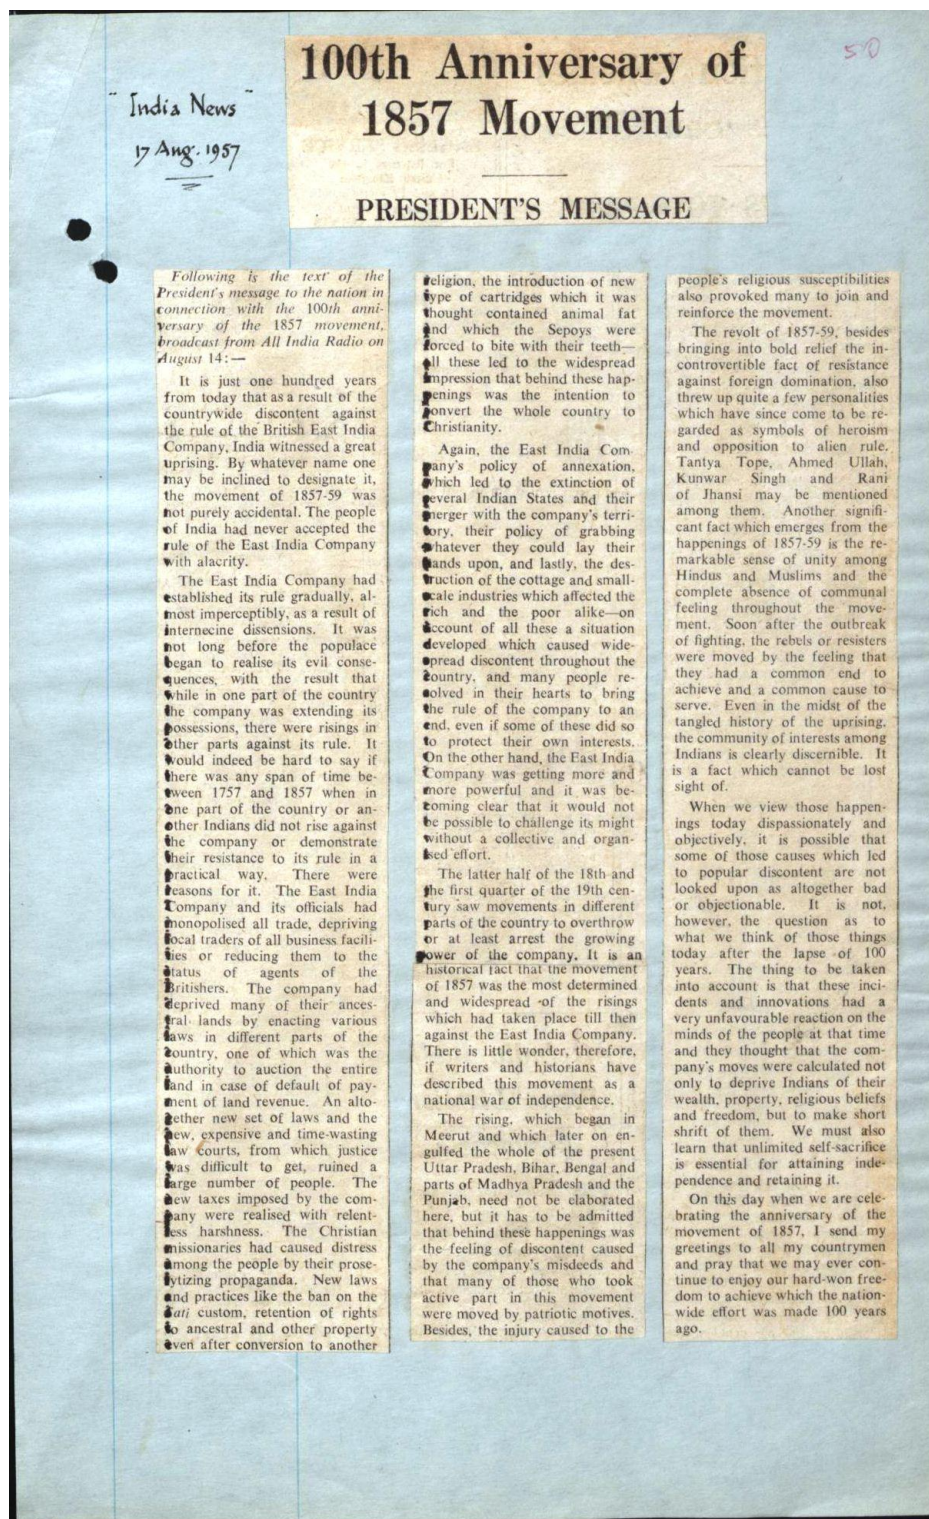 50
" India News "
17 Aug. 1957
100th Anniversary of
1857 Movement
PRESIDENT'S MESSAGE
Following is the text of the
President's message to the nation in
connection with the 100th anni-
versary of the 1857 movement,
broadcast from All India Radio on
August 14:—
It is just one hundred years
from today that as a result of the
countrywide discontent against
the rule of the British East India
Company, India witnessed a great
uprising. By whatever name one
may be inclined to designate it,
the movement of 1857-59 was
not purely accidental. The people
of India had never accepted the
rule of the East India Company
with alacrity.
The East India Company had
established its rule gradually, al-
most imperceptibly, as a result of
internecine dissensions. It was
not long before the populace
began to realise its evil conse-
quences, with the result that
while in one part of the country
the company was extending its
possessions, there were risings in
other parts against its rule. It
would indeed be hard to say if
there was any span of time be-
tween 1757 and 1857 when in
one part of the country or an-
other Indians did not rise against
the company or demonstrate
their resistance to its rule in a
practical way. There were
reasons for it. The East India
Company and its officials had
monopolised all trade, depriving
local traders of all business facili-
ties or reducing them to the
status of agents of the
Britishers. The company had
deprived many of their ances-
tral lands by enacting various
laws in different parts of the
country, one of which was the
authority to auction the entire
land in case of default of pay-
ment of land revenue. An alto-
gether new set of laws and the
new, expensive and time-wasting
law courts, from which justice
was difficult to get, ruined a
large number of people. The
new taxes imposed by the com-
pany were realised with relent-
less harshness. The Christian
missionaries had caused distress
among the people by their prose-
lytizing propaganda. New laws
and practices like the ban on the
Sati custom, retention of rights
to ancestral and other property
even after conversion to another
religion, the introduction of new
type of cartridges which it was
thought contained animal fat
and which the Sepoys were
forced to bite with their teeth—
all these led to the widespread
impression that behind these hap-
penings was the intention to
convert the whole country to
Christianity.
Again, the East India Com-
pany's policy of annexation,
which led to the extinction of
several Indian States and their
merger with the company's terri-
tory, their policy of grabbing
whatever they could lay their
hands upon, and lastly, the des-
truction of the cottage and small-
scale industries which affected the
rich and the poor alike—on
account of all these a situation
developed which caused wide-
spread discontent throughout the
country, and many people re-
solved in their hearts to bring
the rule of the company to an
end, even if some of these did so
to protect their own interests.
On the other hand, the East India
Company was getting more and
more powerful and it was be-
coming clear that it would not
be possible to challenge its might
without a collective and organ-
ised effort.
The latter half of the 18th and
the first quarter of the 19th cen-
tury saw movements in different
parts of the country to overthrow
or at least arrest the growing
power of the company. It is an
historical fact that the movement
of 1857 was the most determined
and widespread of the risings
which had taken place till then
against the East India Company.
There is little wonder, therefore,
if writers and historians have
described this movement as a
national war of independence.
The rising, which began in
Meerut and which later on en-
gulfed the whole of the present
Uttar Pradesh, Bihar, Bengal and
parts of Madhya Pradesh and the
Punjab, need not be elaborated
here, but it has to be admitted
that behind these happenings was
the feeling of discontent caused
by the company's misdeeds and
that many of those who took
active part in this movement
were moved by patriotic motives.
Besides, the injury caused to the
people's religious susceptibilities
also provoked many to join and
reinforce the movement.
The revolt of 1857-59, besides
bringing into bold relief the in-
controvertible fact of resistance
against foreign domination, also
threw up quite a few personalities
which have since come to be re-
garded as symbols of heroism
and opposition to alien rule.
Tantya Tope, Ahmed Ullah,
Kunwar Singh and Rani
of Jhansi may be mentioned
among them. Another signifi-
cant fact which emerges from the
happenings of 1857-59 is the re-
markable sense of unity among
Hindus and Muslims and the
complete absence of communal
feeling throughout the move-
ment. Soon after the outbreak
of fighting, the rebels or resisters
were moved by the feeling that
they had a common end to
achieve and a common cause to
serve. Even in the midst of the
tangled history of the uprising,
the community of interests among
Indians is clearly discernible. It
is a fact which cannot be lost
sight of.
When we view those happen-
ings today dispassionately and
objectively, it is possible that
some of those causes which led
to popular discontent are not
looked upon as altogether bad
or objectionable. It is not,
however, the question as to
what we think of those things
today after the lapse of 100
years. The thing to be taken
into account is that these inci-
dents and innovations had a
very unfavourable reaction on the
minds of the people at that time
and they thought that the com-
pany's moves were calculated not
only to deprive Indians of their
wealth, property, religious beliefs
and freedom, but to make short
shrift of them. We must also
learn that unlimited self-sacrifice
is essential for attaining inde-
pendence and retaining it.
On this day when we are cele-
brating the anniversary of the
movement of 1857, I send my
greetings to all my countrymen
and pray that we may ever con-
tinue to enjoy our hard-won free-
dom to achieve which the nation-
wide effort was made 100 years
ago.